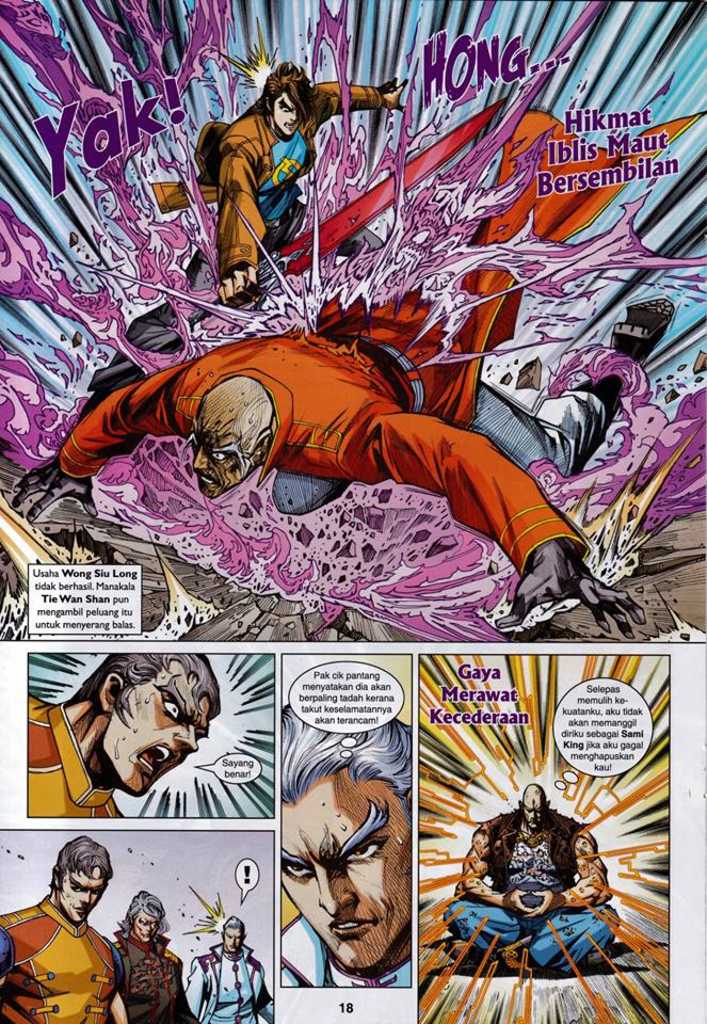 Yak!
HONG...
Hikmat
Iblis Maut
Bersembilan
Usaha Wong Siu Long
tidak berhasil. Manakala
Tie Wan Shan pun
mengambil peluang itu
untuk menyerang balas.
Sayang
benar!
!
Pak cik pantang
menyatakan dia akan
berpaling tadah kerana
takut keselamatannya
akan terancam!
Gaya
Merawat
Kecederaan
Selepas
memulih ke-
kuatanku, aku tidak
akan memanggil
diriku sebagai Sami
King jika aku gagal
menghapuskan
kau!
18